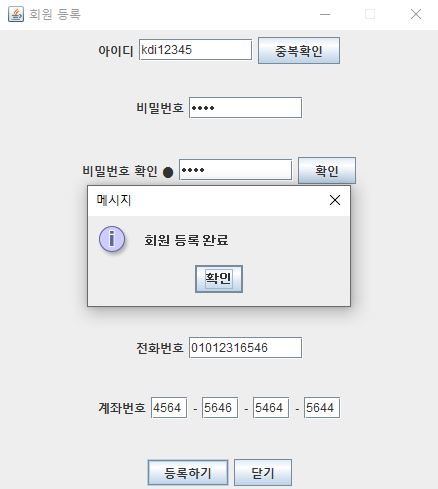 회원 등록
아이디 kdi12345 중복확인
비밀번호 ••••
비밀번호 확인 ● •••• 확인
메시지
회원 등록 완료
확인
전화번호 01012316546
계좌번호 4564 - 5646 - 5464 - 5644
등록하기 닫기